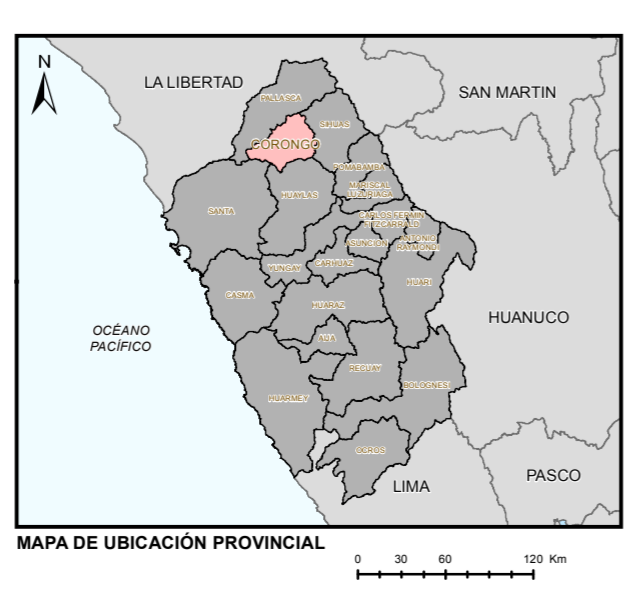 N
LA LIBERTAD
SAN MARTIN
PALLASCA
SIHUAS
CORONGO
POMABAMBA
MARISCAL
LUZURIAGA
HUAYLAS
SANTA
CARLOS FERMIN
FITZCARRALD
ANTONIO
RAYMONDI
ASUNCION
YUNGAY
CARHUAZ
HUARI
CASMA
HUARAZ
HUANUCO
OCÉANO
PACÍFICO
AIJA
RECUAY
BOLOGNESI
HUARMEY
OCROS
LIMA
PASCO
MAPA DE UBICACIÓN PROVINCIAL
0 30 60 120 Km